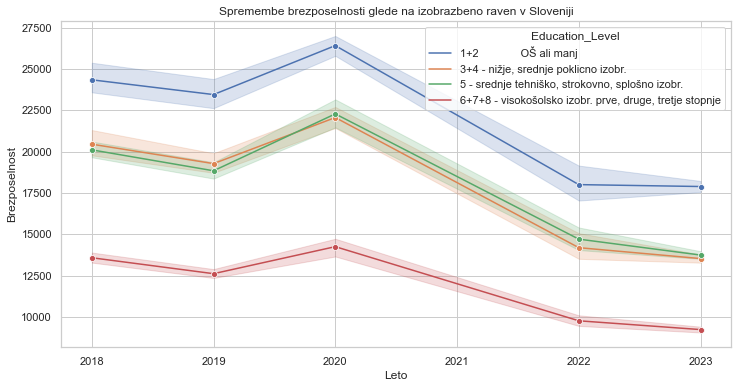 Spremembe brezposelnosti glede na izobrazbeno raven v Sloveniji
27500
25000
22500
20000
17500
15000
12500
10000
Brezposelnost
Education_Level
1+2 OŠ ali manj
3+4 - nižje, srednje poklicno izobr.
5 - srednje tehniško, strokovno, splošno izobr.
6+7+8 - visokošolsko izobr. prve, druge, tretje stopnje
2018 2019 2020 2021 2022 2023
Leto